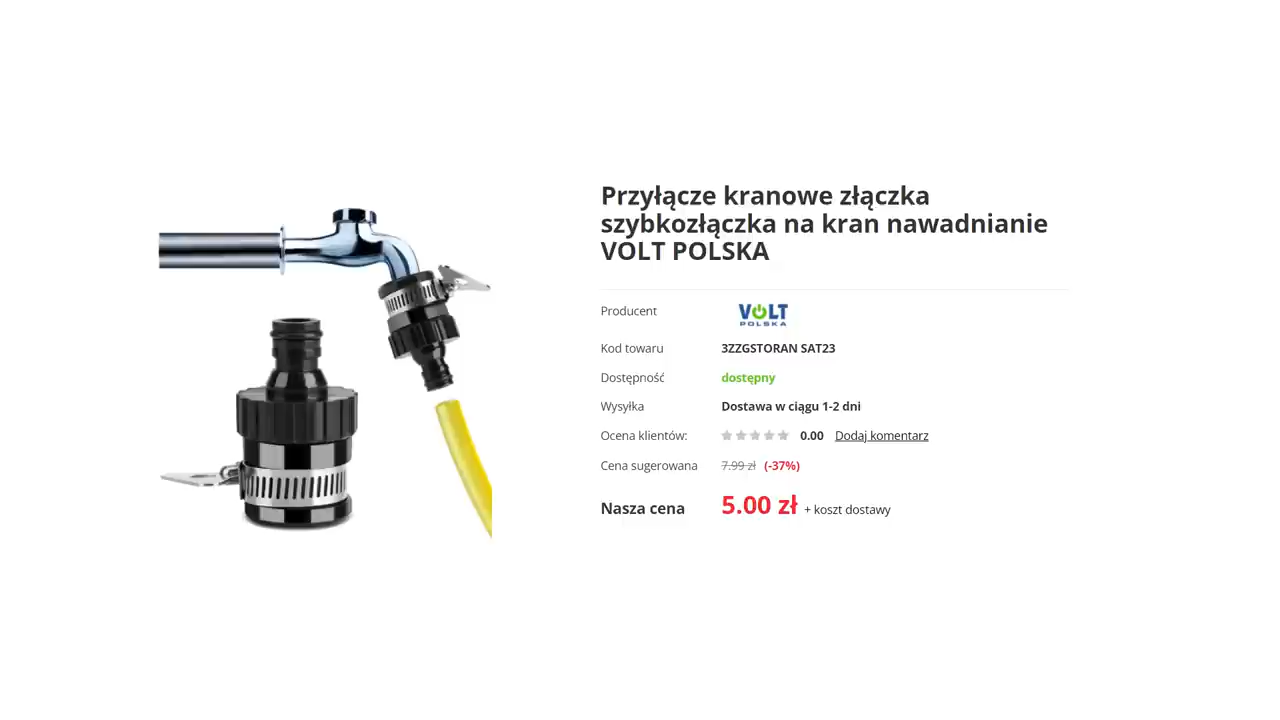 Przyłącze kranowe złączka
szybkozłączka na kran nawadnianie
VOLT POLSKA
Producent VOLT POLSKA
Kod towaru 3ZZGSTORAN SAT23
Dostępność dostępny
Wysyłka Dostawa w ciągu 1-2 dni
Ocena klientów: 0.00 Dodaj komentarz
Cena sugerowana 7.99 zł (-37%)
Nasza cena 5.00 zł + koszt dostawy